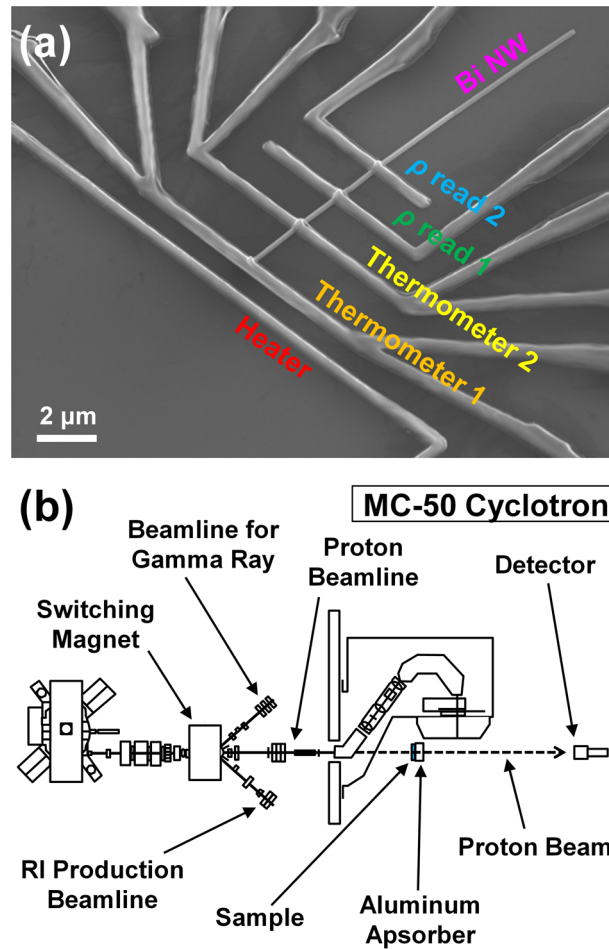 (a)
Bi NW
ρ read 2
ρ read 1
Thermometer 2
Thermometer 1
Heater
2 μm
(b)
MC-50 Cyclotron
Beamline for
Gamma Ray
Proton
Beamline
Detector
Switching
Magnet
RI Production
Beamline
Sample
Aluminum
Apsorber
Proton Beam